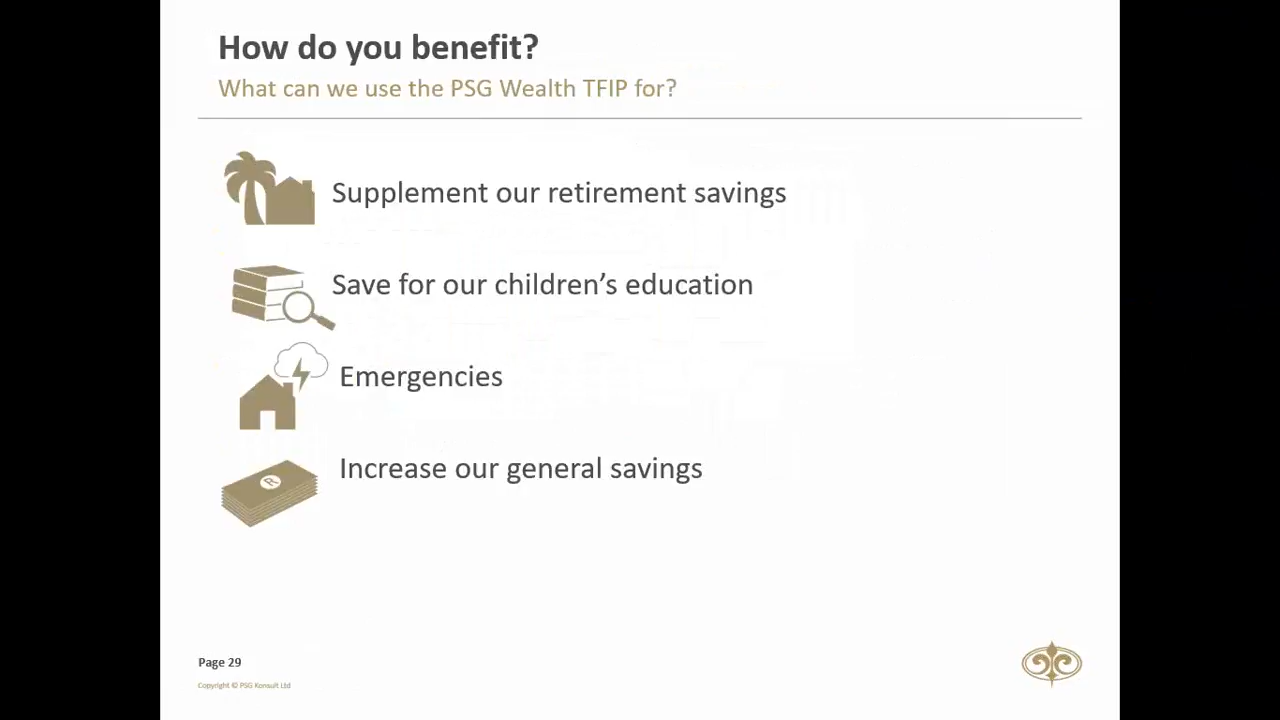 How do you benefit?
What can we use the PSG Wealth TFIP for?
Supplement our retirement savings
Save for our children’s education
Emergencies
R
Increase our general savings
Page 29
Copyright © PSG Konsult Ltd